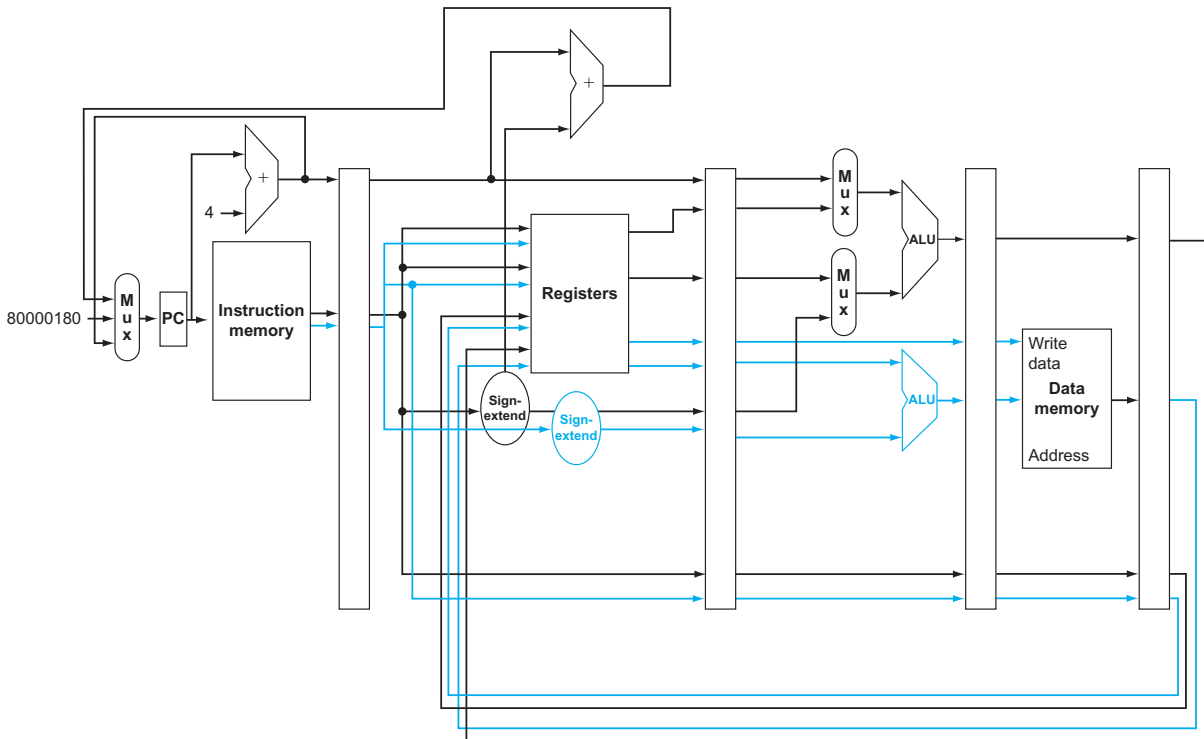 +
+
4
80000180
M
u
x
PC
Instruction
memory
Registers
Sign-
extend
Sign-
extend
M
u
x
M
u
x
ALU
ALU
Write
data
Data
memory
Address